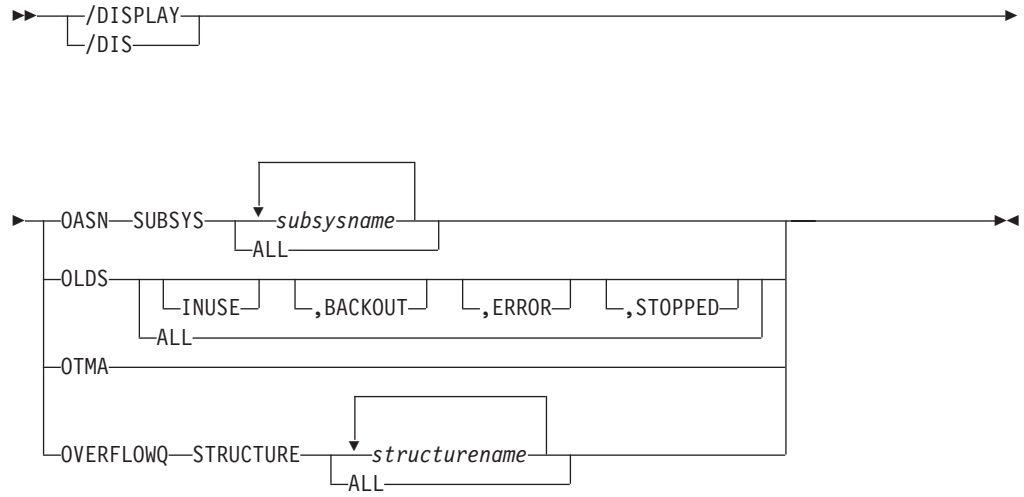 /DISPLAY
/DIS
OASN SUBSYS subsysname
ALL
OLDS
INUSE ,BACKOUT ,ERROR ,STOPPED
ALL
OTMA
OVERFLOWQ STRUCTURE structurename
ALL